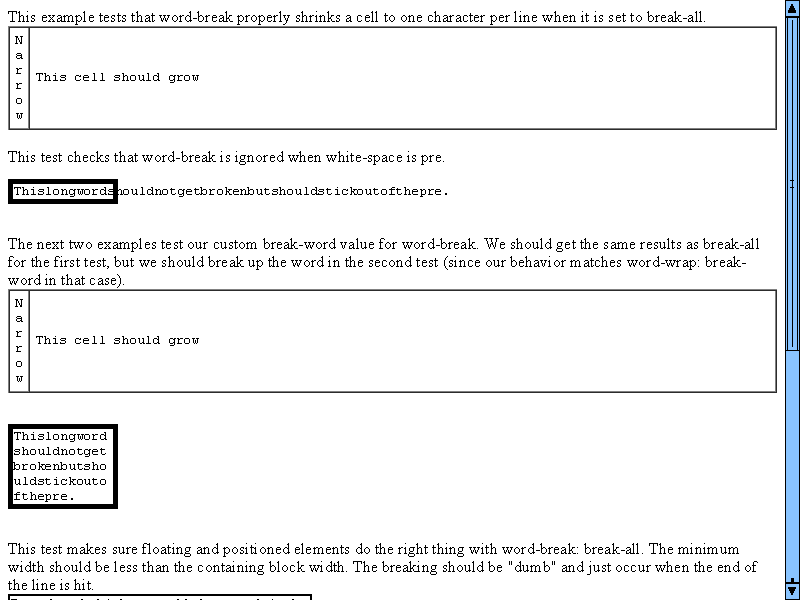 This example tests that word-break properly shrinks a cell to one character per line when it is set to break-all.
N
a
r
r
o
w
This cell should grow
This test checks that word-break is ignored when white-space is pre.
Thislongwordshouldnotgetbrokenbutshouldstickoutofthepre.
The next two examples test our custom break-word value for word-break. We should get the same results as break-all
for the first test, but we should break up the word in the second test (since our behavior matches word-wrap: break-
word in that case).
N
a
r
r
o
w
This cell should grow
Thislongword
shouldnotget
brokenbutsho
uldstickouto
fthepre.
This test makes sure floating and positioned elements do the right thing with word-break: break-all. The minimum
width should be less than the containing block width. The breaking should be "dumb" and just occur when the end of
the line is hit.